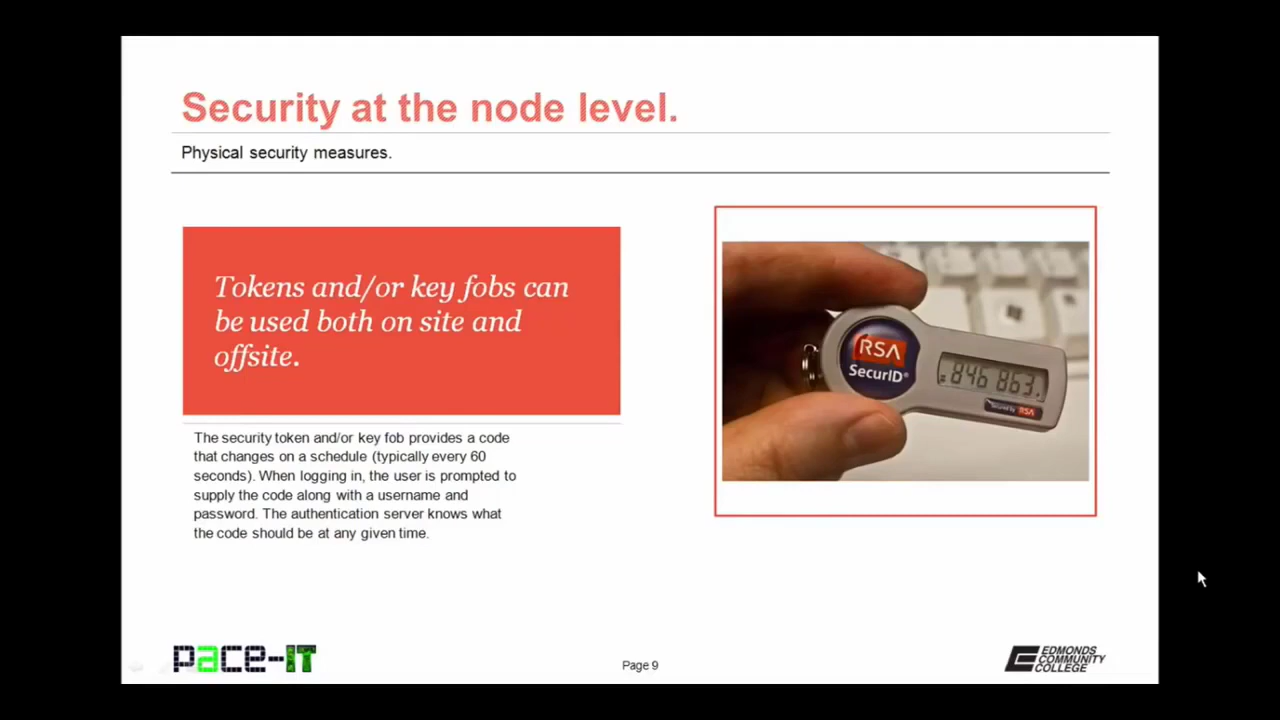 Security at the node level.
Physical security measures.
Tokens and/or key fobs can
be used both on site and
offsite.
The security token and/or key fob provides a code
that changes on a schedule (typically every 60
seconds). When logging in, the user is prompted to
supply the code along with a username and
password. The authentication server knows what
the code should be at any given time.
RSA
SecurID®
846 863
Secured by RSA
pace-IT
Page 9
EDMONDS
COMMUNITY
COLLEGE